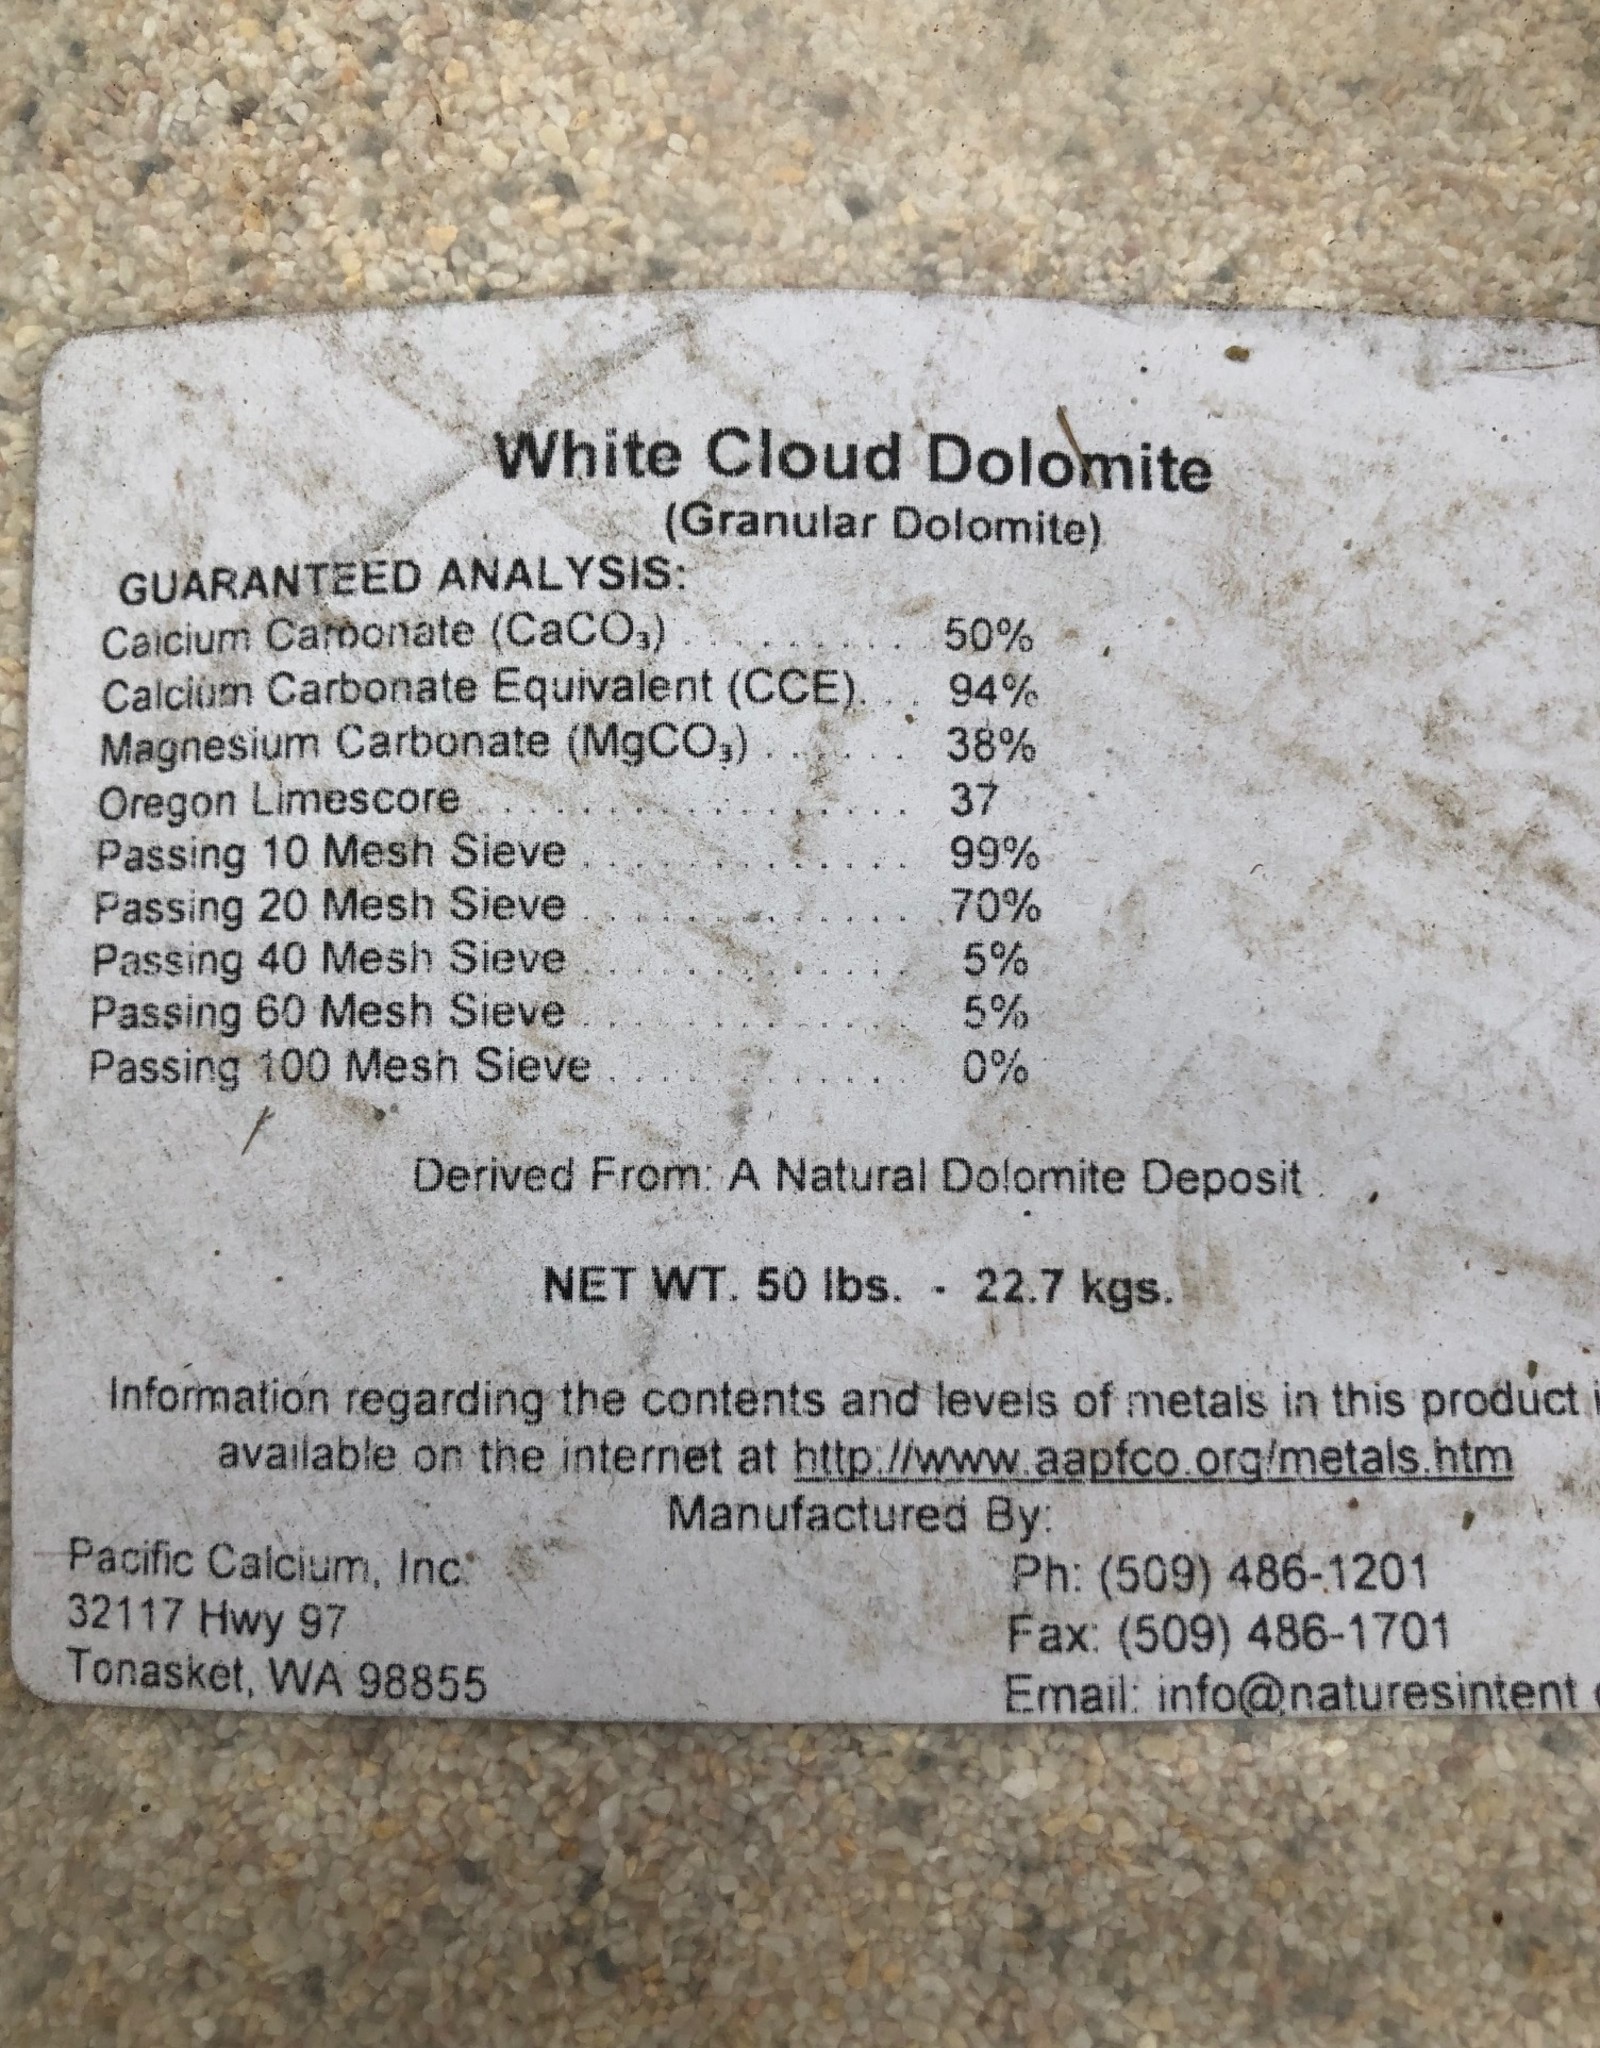 White Cloud Dolomite
(Granular Dolomite)
GUARANTEED ANALYSIS:
Calcium Carbonate (CaCO₃) . . . . . . . . . . 50%
Calcium Carbonate Equivalent (CCE). . . 94%
Magnesium Carbonate (MgCO₃) . . . . . . 38%
Oregon Limescore . . . . . . . . . . . . . . . . . 37
Passing 10 Mesh Sieve . . . . . . . . . . . . . 99%
Passing 20 Mesh Sieve . . . . . . . . . . . . . 70%
Passing 40 Mesh Sieve . . . . . . . . . . . . . 5%
Passing 60 Mesh Sieve . . . . . . . . . . . . . 5%
Passing 100 Mesh Sieve . . . . . . . . . . . . 0%
Derived From: A Natural Dolomite Deposit
NET WT. 50 lbs. - 22.7 kgs.
Information regarding the contents and levels of metals in this product
available on the internet at http://www.aapfco.org/metals.htm
Manufactured By:
Pacific Calcium, Inc.
32117 Hwy 97
Tonasket, WA 98855
Ph: (509) 486-1201
Fax: (509) 486-1701
Email: info@naturesintent